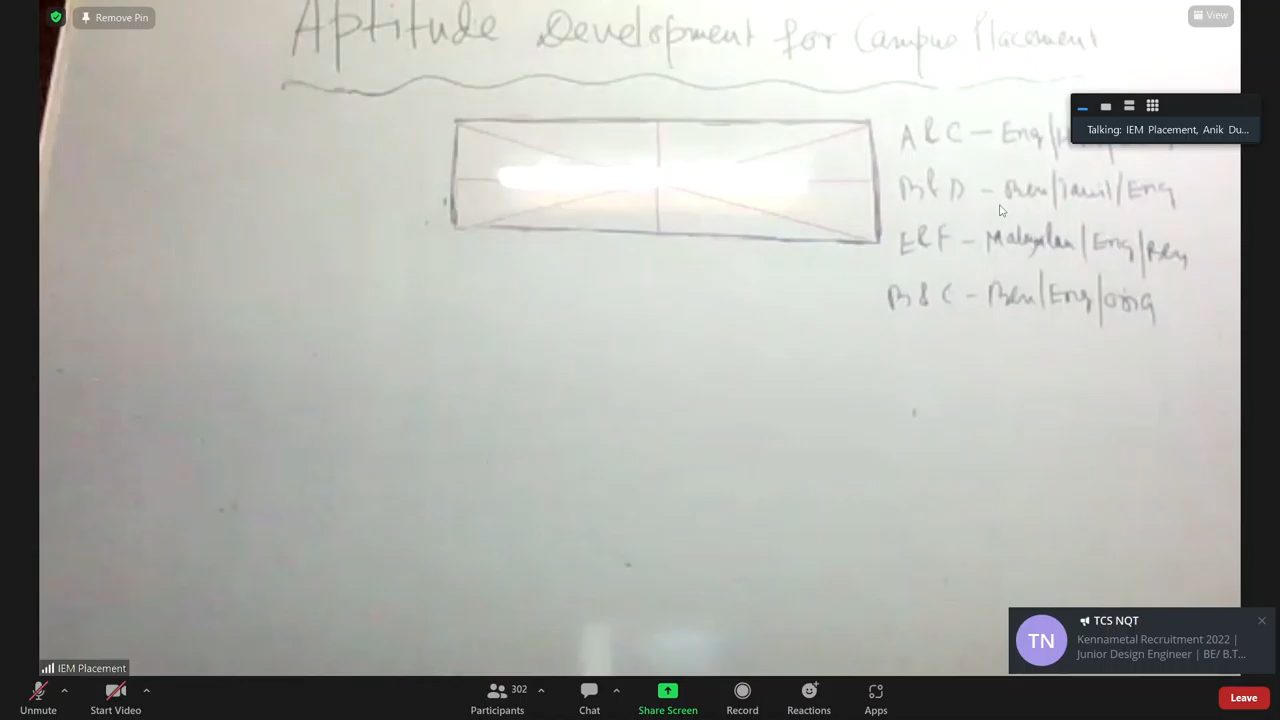 Remove Pin
View
Aptitude Development for Campus Placement
Talking: IEM Placement, Anik Du...
A & C – Eng/
B & D – Ben/Tamil/Eng
E & F – Malayalam/Eng/Ben
B & C – Ben/Eng/
TCS NQT
Kennametal Recruitment 2022 |
Junior Design Engineer | BE/ B.T...
TN
IEM Placement
302
Unmute
Start Video
Participants
Chat
Share Screen
Record
Reactions
Apps
Leave